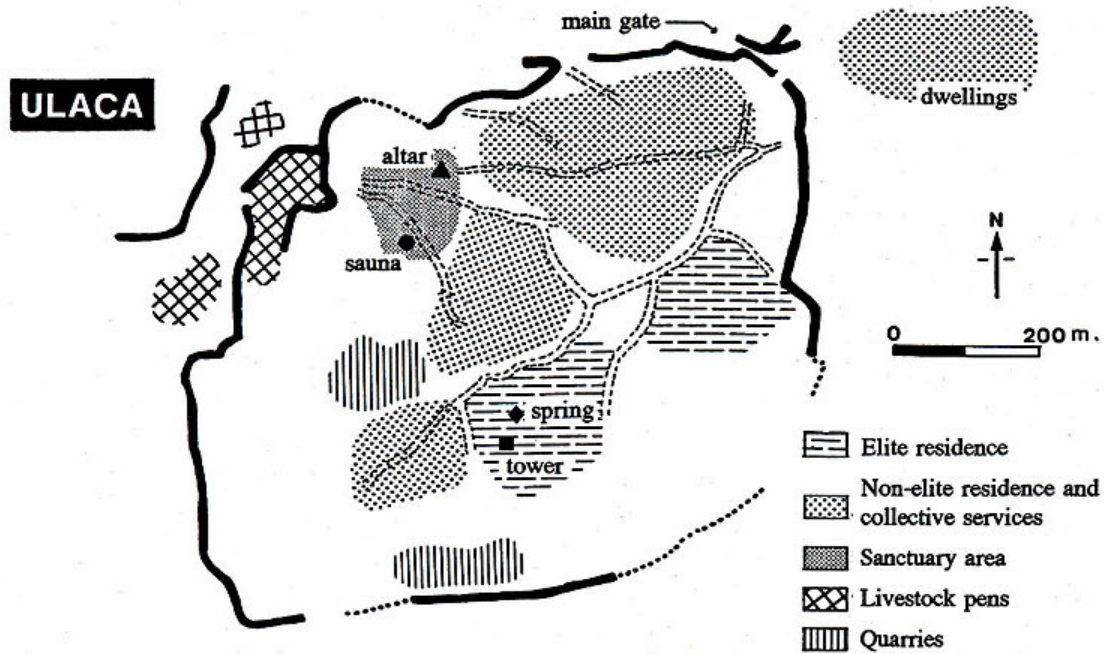 main gate
dwellings
ULACA
altar
sauna
N
0 200 m.
spring
tower
Elite residence
Non-elite residence and
collective services
Sanctuary area
Livestock pens
Quarries